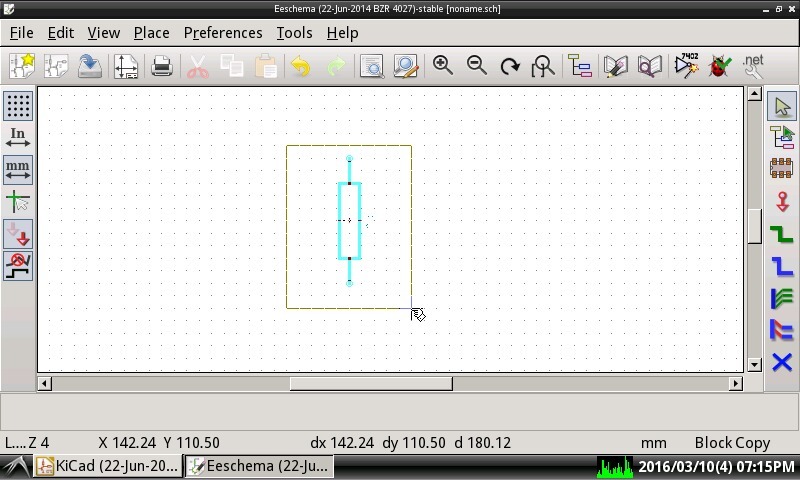 Eeschema (22-Jun-2014 BZR 4027)-stable [noname.sch]
File Edit View Place Preferences Tools Help
7402
.net
In
mm
L....Z 4 X 142.24 Y 110.50 dx 142.24 dy 110.50 d 180.12 mm Block Copy
KiCad (22-Jun-20... Eeschema (22-Ju... 2016/03/10(4) 07:15PM